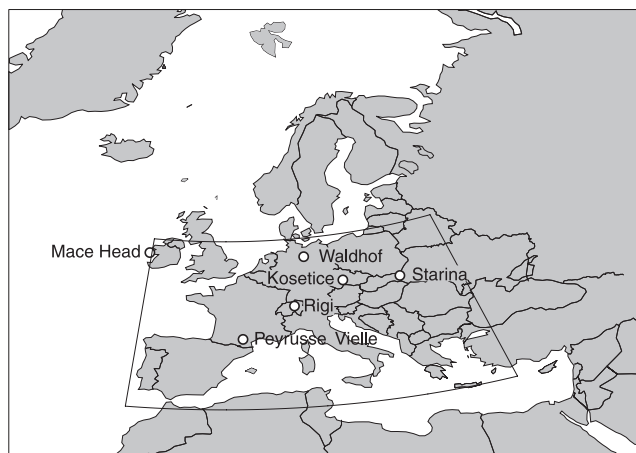 Mace Head
Waldhof
Kosetice
Starina
Rigi
Peyrusse Vielle